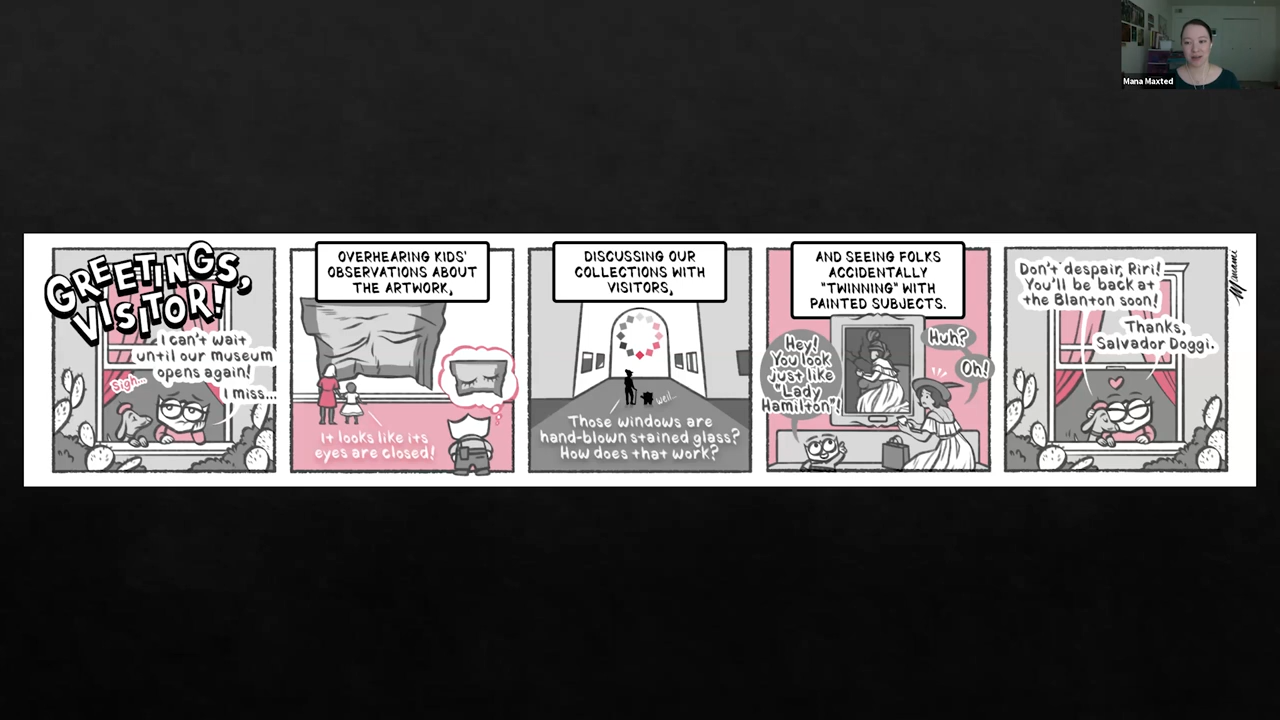 Mana Maxted
GREETINGS,
VISITOR!
I can't wait
until our museum
opens again!
Sigh...
I miss...
OVERHEARING KIDS'
OBSERVATIONS ABOUT
THE ARTWORK,
It looks like its
eyes are closed!
DISCUSSING OUR
COLLECTIONS WITH
VISITORS,
well...
Those windows are
hand-blown stained glass?
How does that work?
AND SEEING FOLKS
ACCIDENTALLY
"TWINNING" WITH
PAINTED SUBJECTS.
Hey!
You look
just like
"Lady
Hamilton"!
Huh?
Oh!
Don't despair, Riri!
You'll be back at
the Blanton soon!
Thanks,
Salvador Doggi.